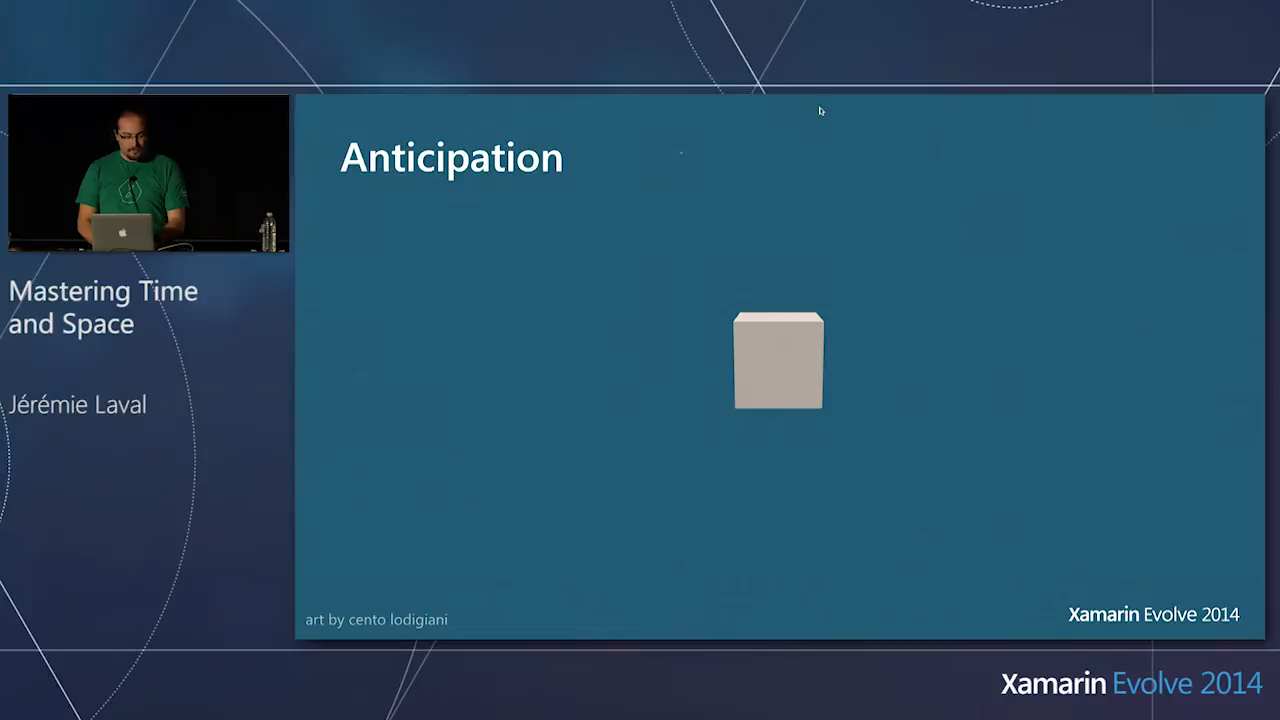 Anticipation
Mastering Time
and Space
Jérémie Laval
art by cento lodigiani
Xamarin Evolve 2014
Xamarin Evolve 2014